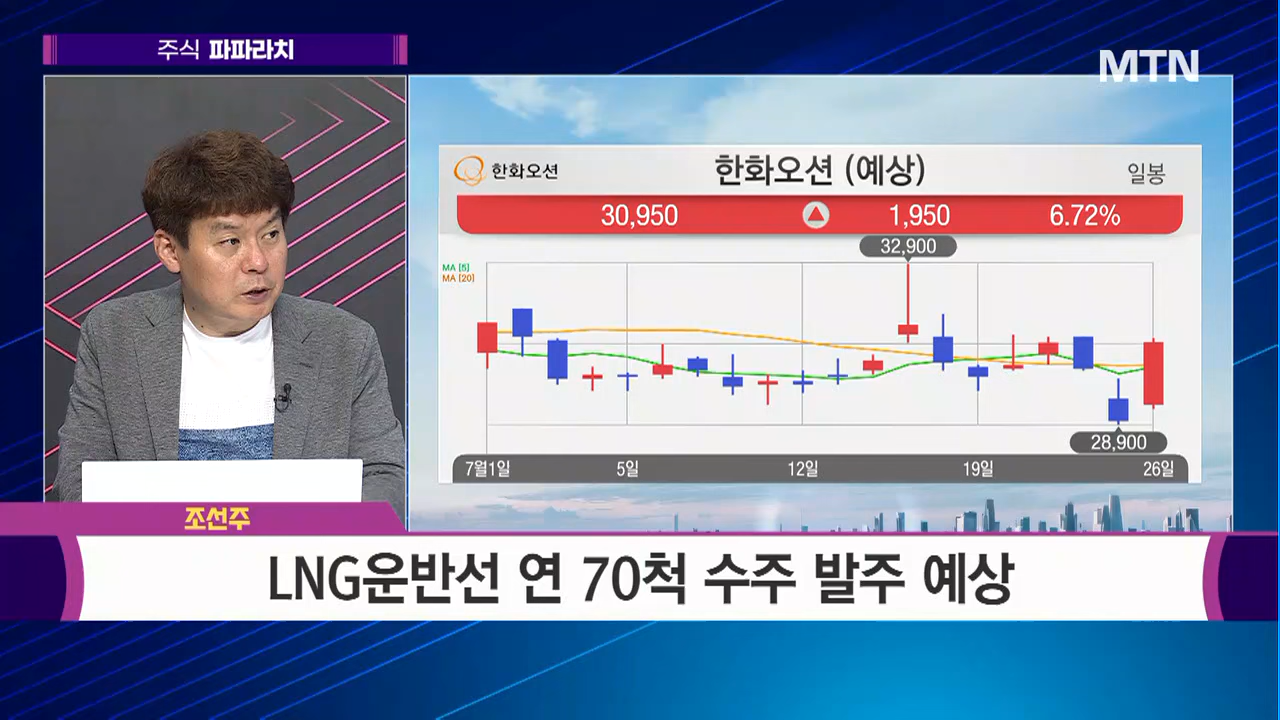 주식 파파라치
MTN
한화오션
한화오션 (예상)
일봉
30,950 1,950 6.72%
32,900
MA [5]
MA [20]
28,900
7월1일 5일 12일 19일 26일
조선주
LNG운반선 연 70척 수주 발주 예상